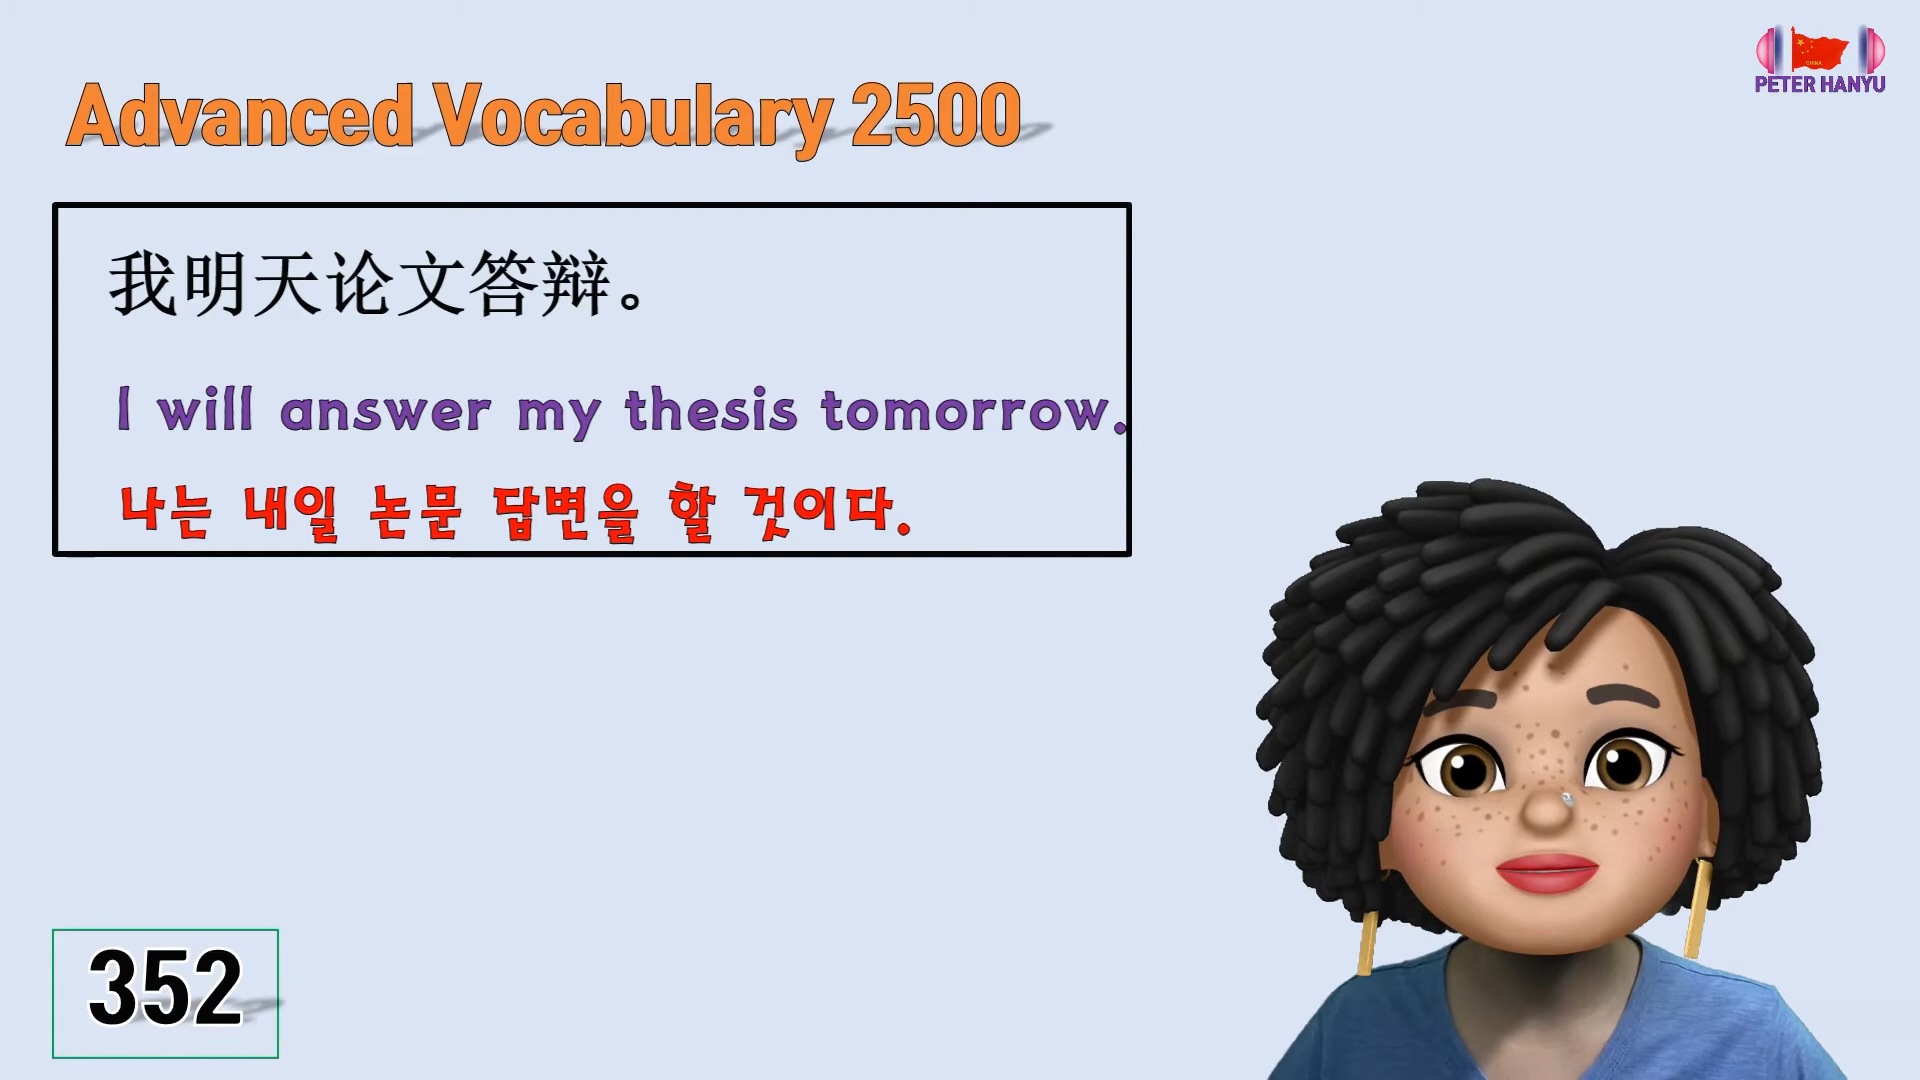 PETER HANYU
Advanced Vocabulary 2500
我明天论文答辩。
I will answer my thesis tomorrow.
나는 내일 논문 답변을 할 것이다.
352